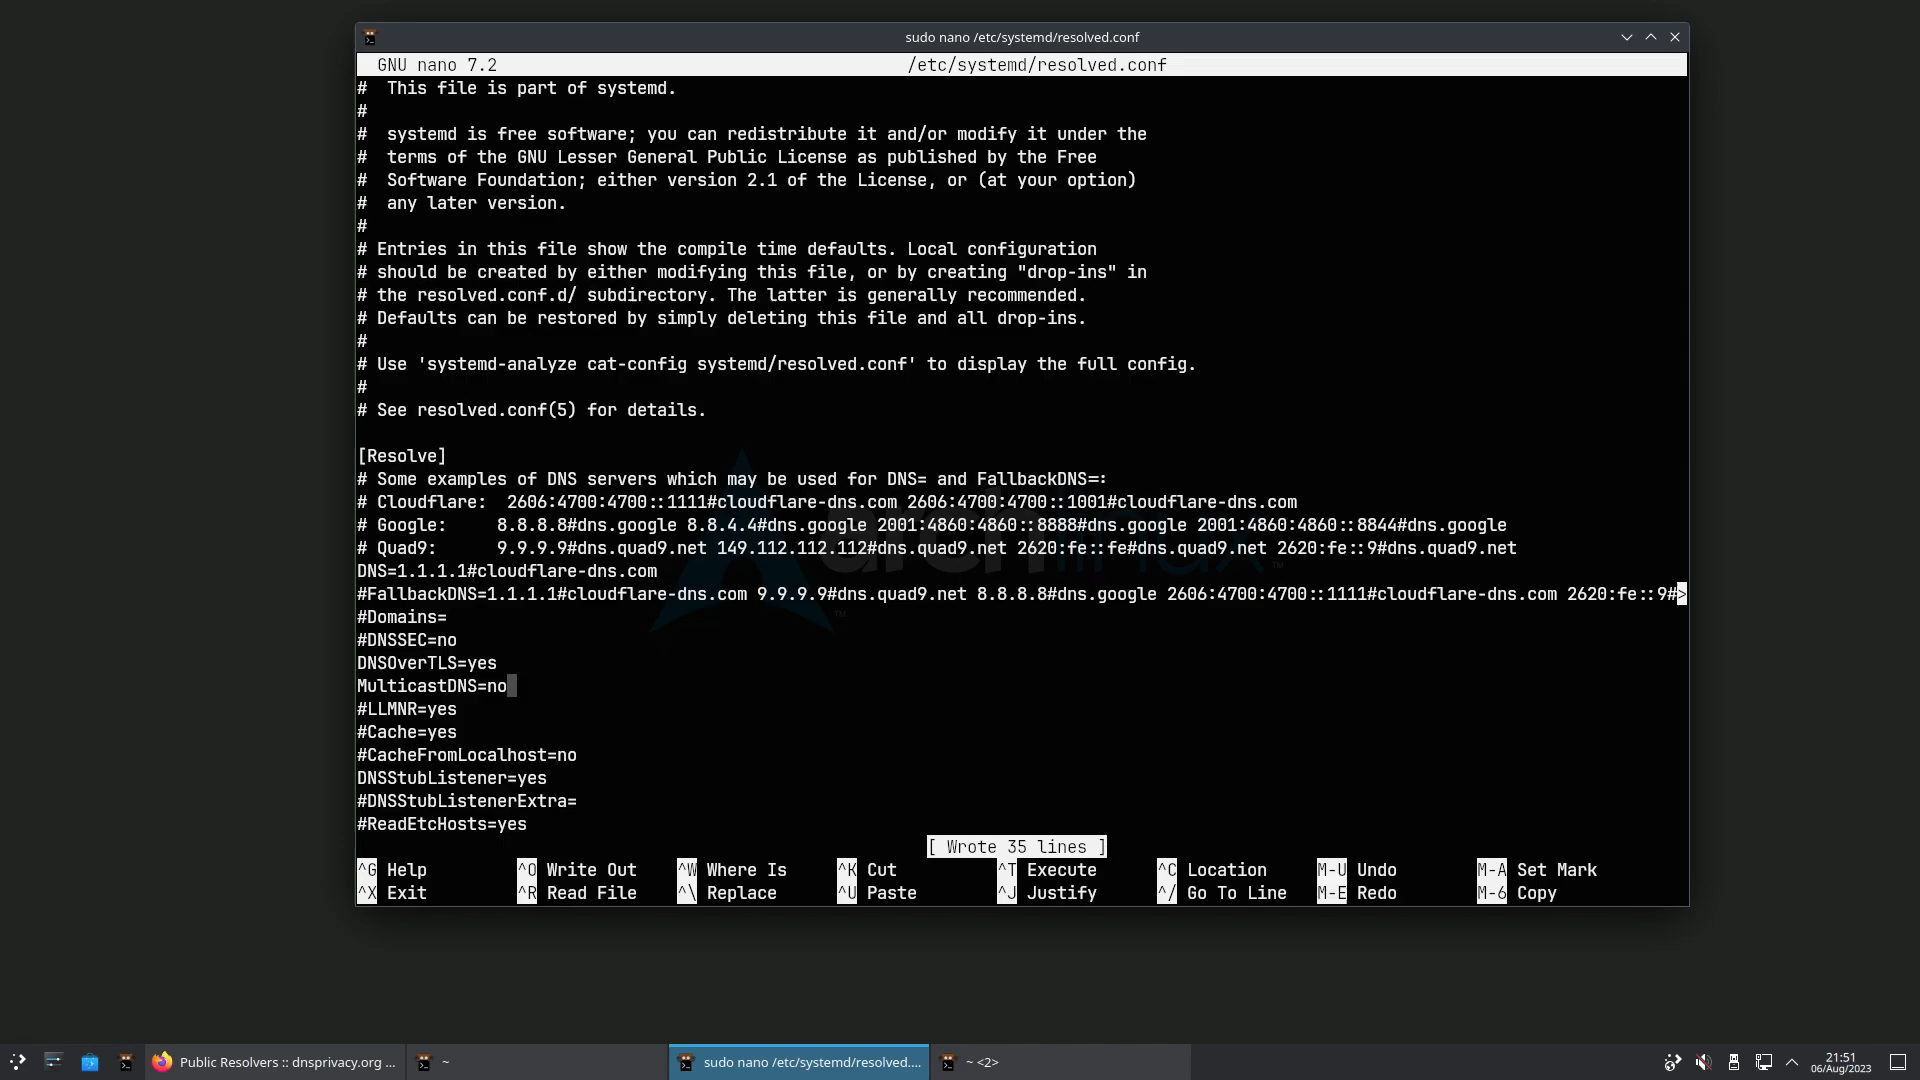 sudo nano /etc/systemd/resolved.conf
GNU nano 7.2 /etc/systemd/resolved.conf
#  This file is part of systemd.
#
#  systemd is free software; you can redistribute it and/or modify it under the
#  terms of the GNU Lesser General Public License as published by the Free
#  Software Foundation; either version 2.1 of the License, or (at your option)
#  any later version.
#
# Entries in this file show the compile time defaults. Local configuration
# should be created by either modifying this file, or by creating "drop-ins" in
# the resolved.conf.d/ subdirectory. The latter is generally recommended.
# Defaults can be restored by simply deleting this file and all drop-ins.
#
# Use 'systemd-analyze cat-config systemd/resolved.conf' to display the full config.
#
# See resolved.conf(5) for details.
[Resolve]
# Some examples of DNS servers which may be used for DNS= and FallbackDNS=:
# Cloudflare:  2606:4700:4700::1111#cloudflare-dns.com 2606:4700:4700::1001#cloudflare-dns.com
# Google:     8.8.8.8#dns.google 8.8.4.4#dns.google 2001:4860:4860::8888#dns.google 2001:4860:4860::8844#dns.google
# Quad9:      9.9.9.9#dns.quad9.net 149.112.112.112#dns.quad9.net 2620:fe::fe#dns.quad9.net 2620:fe::9#dns.quad9.net
DNS=1.1.1.1#cloudflare-dns.com
#FallbackDNS=1.1.1.1#cloudflare-dns.com 9.9.9.9#dns.quad9.net 8.8.8.8#dns.google 2606:4700:4700::1111#cloudflare-dns.com 2620:fe::9#>
#Domains=
#DNSSEC=no
DNSOverTLS=yes
MulticastDNS=no
#LLMNR=yes
#Cache=yes
#CacheFromLocalhost=no
DNSStubListener=yes
#DNSStubListenerExtra=
#ReadEtcHosts=yes
[ Wrote 35 lines ]
^G Help ^O Write Out ^W Where Is ^K Cut ^T Execute ^C Location M-U Undo M-A Set Mark
^X Exit ^R Read File ^\ Replace ^U Paste ^J Justify ^/ Go To Line M-E Redo M-6 Copy
arch linux ™
™
Public Resolvers :: dnsprivacy.org ... ~ sudo nano /etc/systemd/resolved.... ~ <2> 21:51
06/Aug/2023